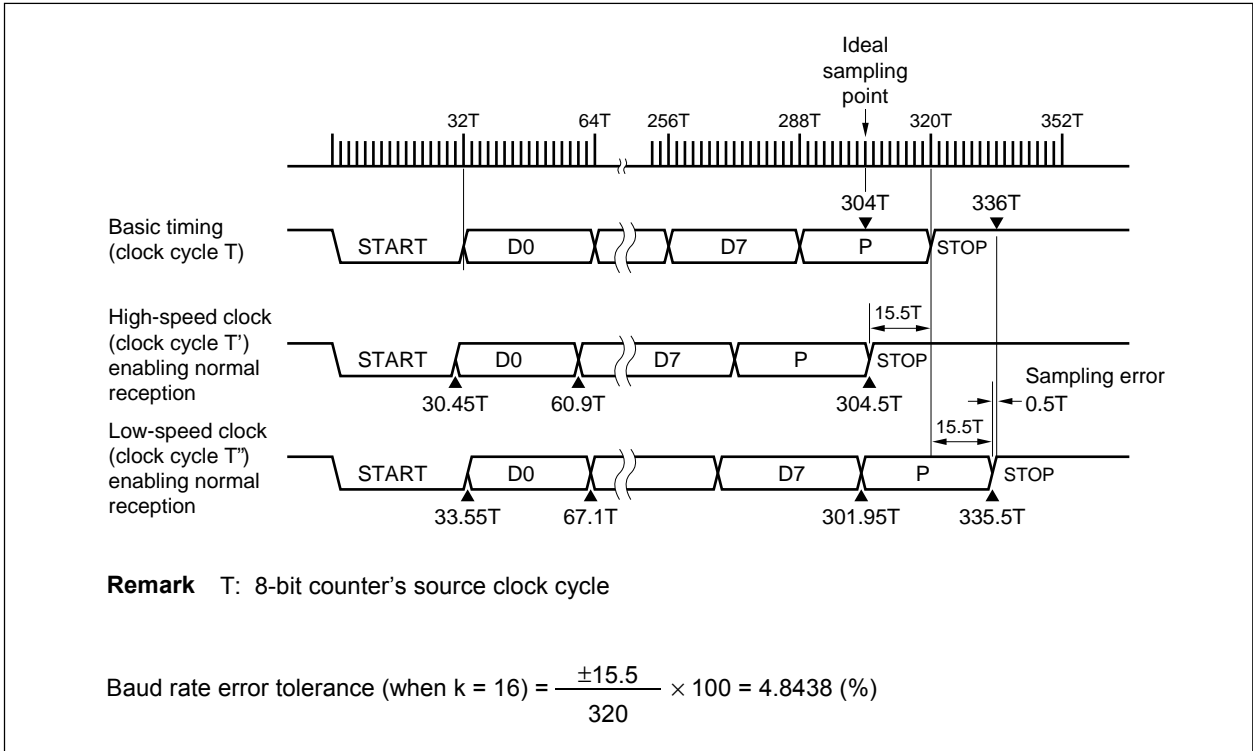 Ideal
sampling
point
32T 64T 256T 288T 320T 352T
304T 336T
Basic timing
(clock cycle T)
START D0 D7 P STOP
High-speed clock
(clock cycle T’)
enabling normal
reception
15.5T
START D0 D7 P STOP
30.45T 60.9T 304.5T
Sampling error
0.5T
15.5T
Low-speed clock
(clock cycle T”)
enabling normal
reception
START D0 D7 P STOP
33.55T 67.1T 301.95T 335.5T
Remark T: 8-bit counter’s source clock cycle
Baud rate error tolerance (when k = 16) = ±15.5 / 320 × 100 = 4.8438 (%)